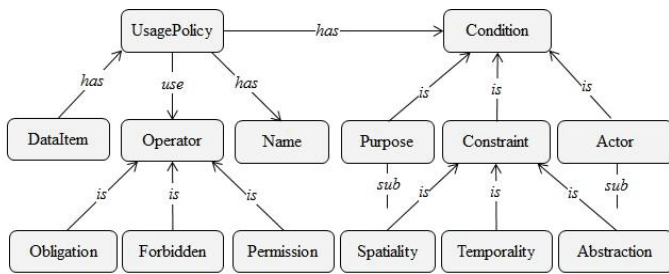 UsagePolicy has Condition
has use has is is is
DataItem Operator Name Purpose Constraint Actor
is is is sub is is is sub
Obligation Forbidden Permission Spatiality Temporality Abstraction